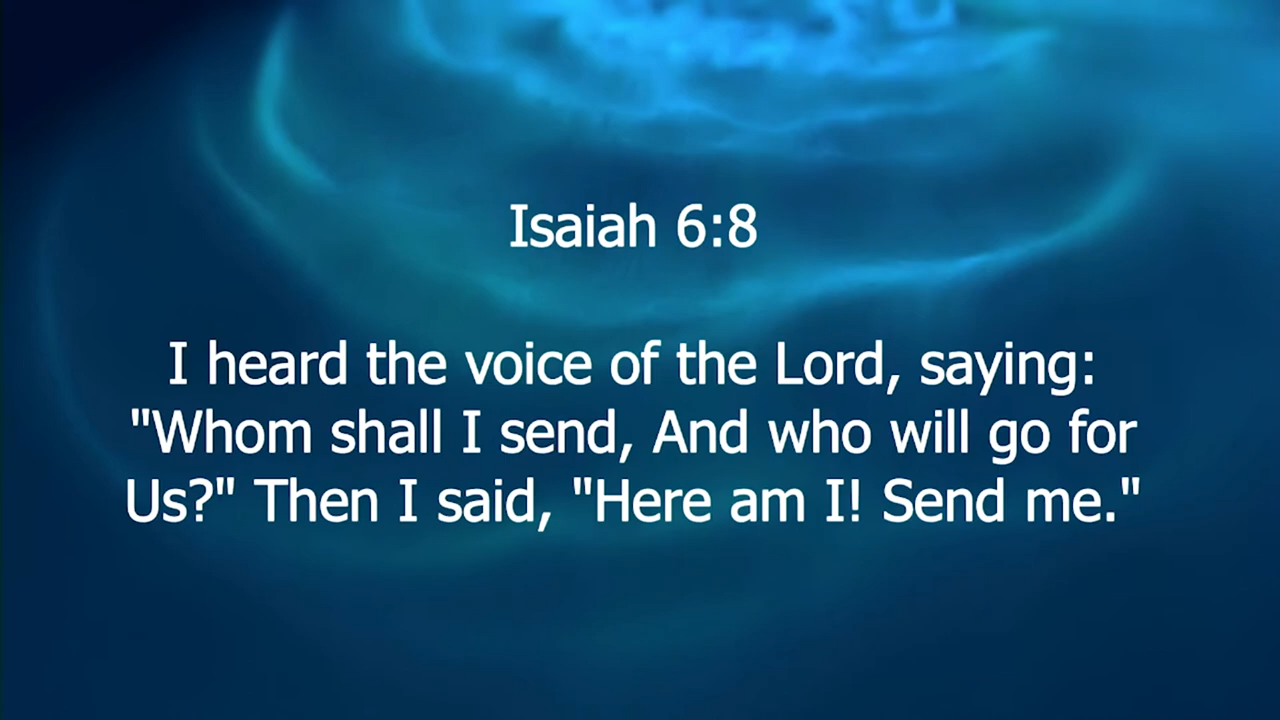 Isaiah 6:8
I heard the voice of the Lord, saying:
"Whom shall I send, And who will go for
Us?" Then I said, "Here am I! Send me."